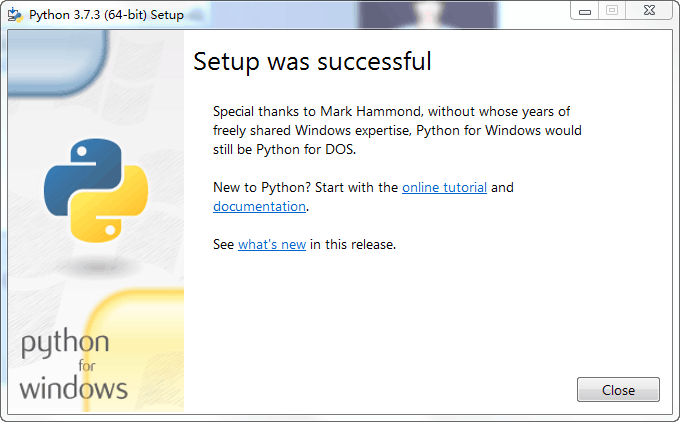 Python 3.7.3 (64-bit) Setup
Setup was successful
Special thanks to Mark Hammond, without whose years of
freely shared Windows expertise, Python for Windows would
still be Python for DOS.
New to Python? Start with the online tutorial and
documentation.
See what's new in this release.
python
for
windows
Close